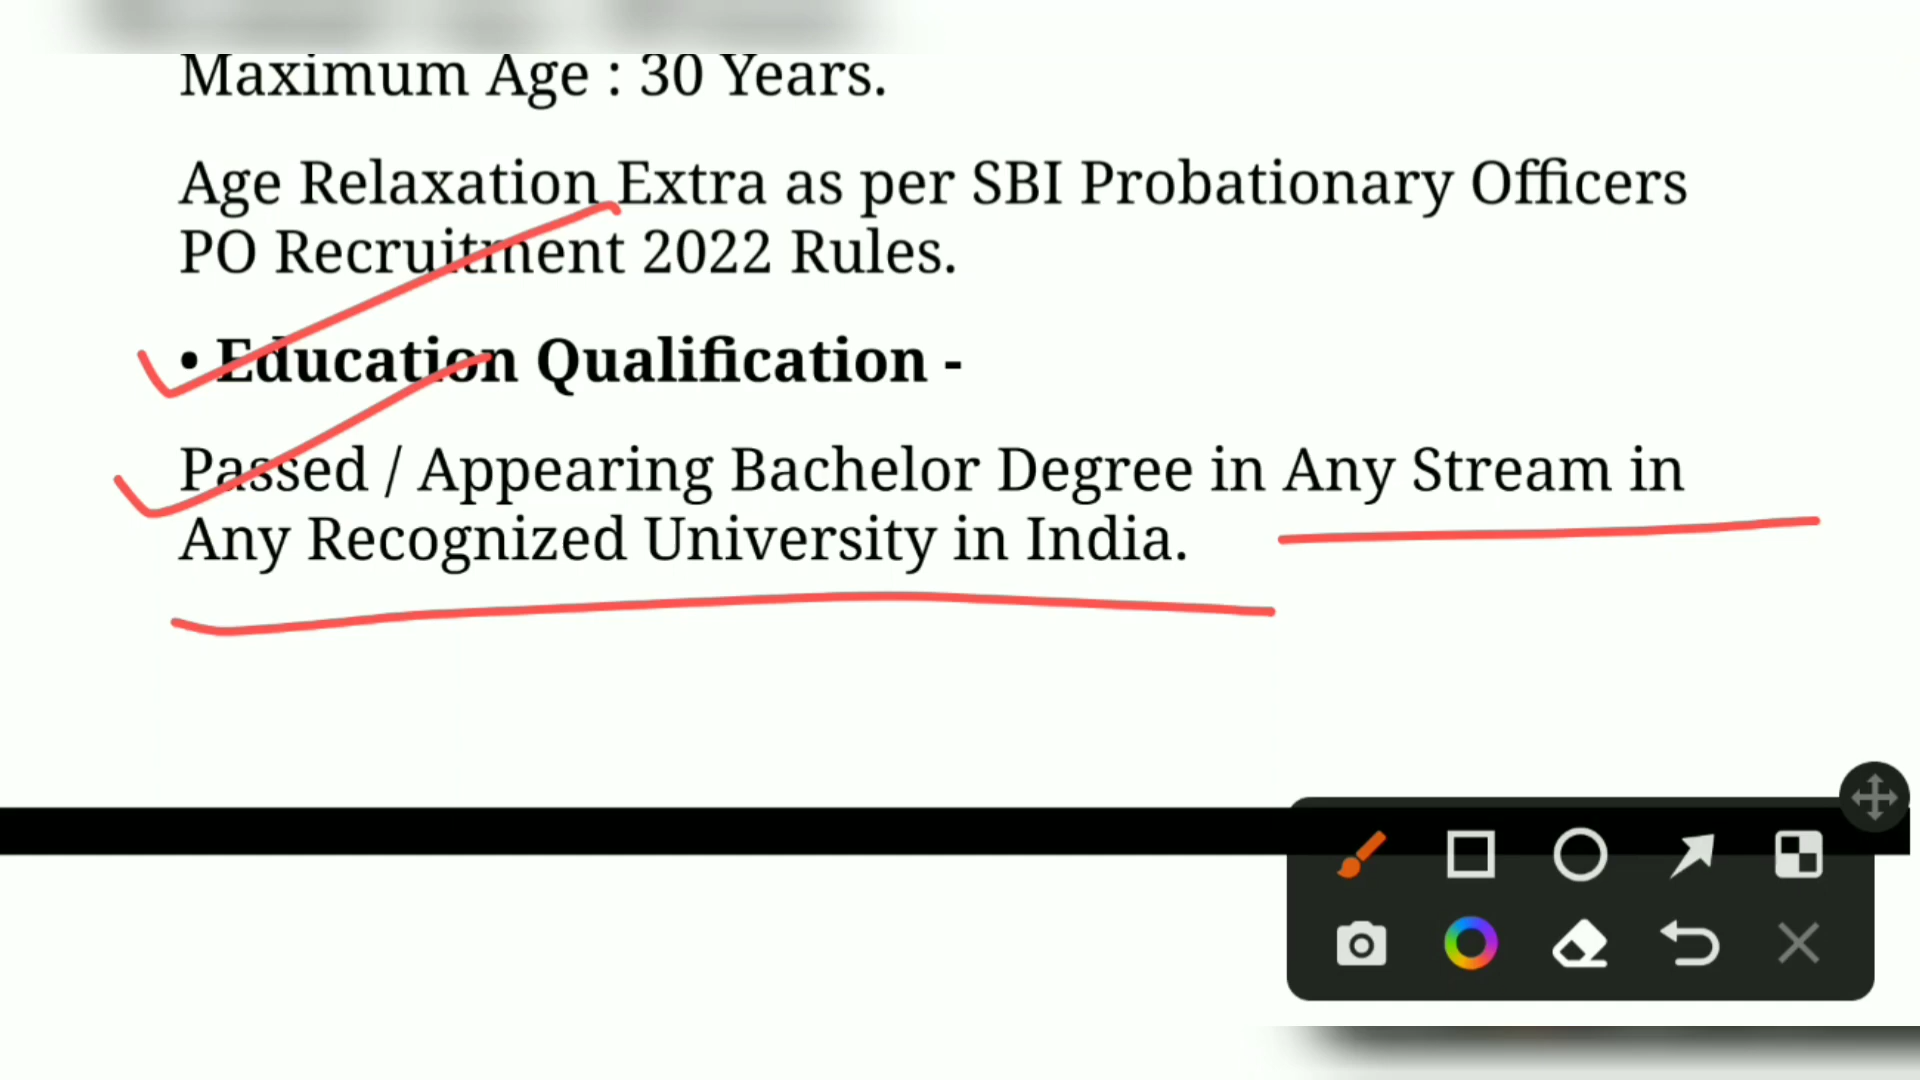 Maximum Age : 30 Years.
Age Relaxation Extra as per SBI Probationary Officers
PO Recruitment 2022 Rules.
• Education Qualification -
Passed / Appearing Bachelor Degree in Any Stream in
Any Recognized University in India.